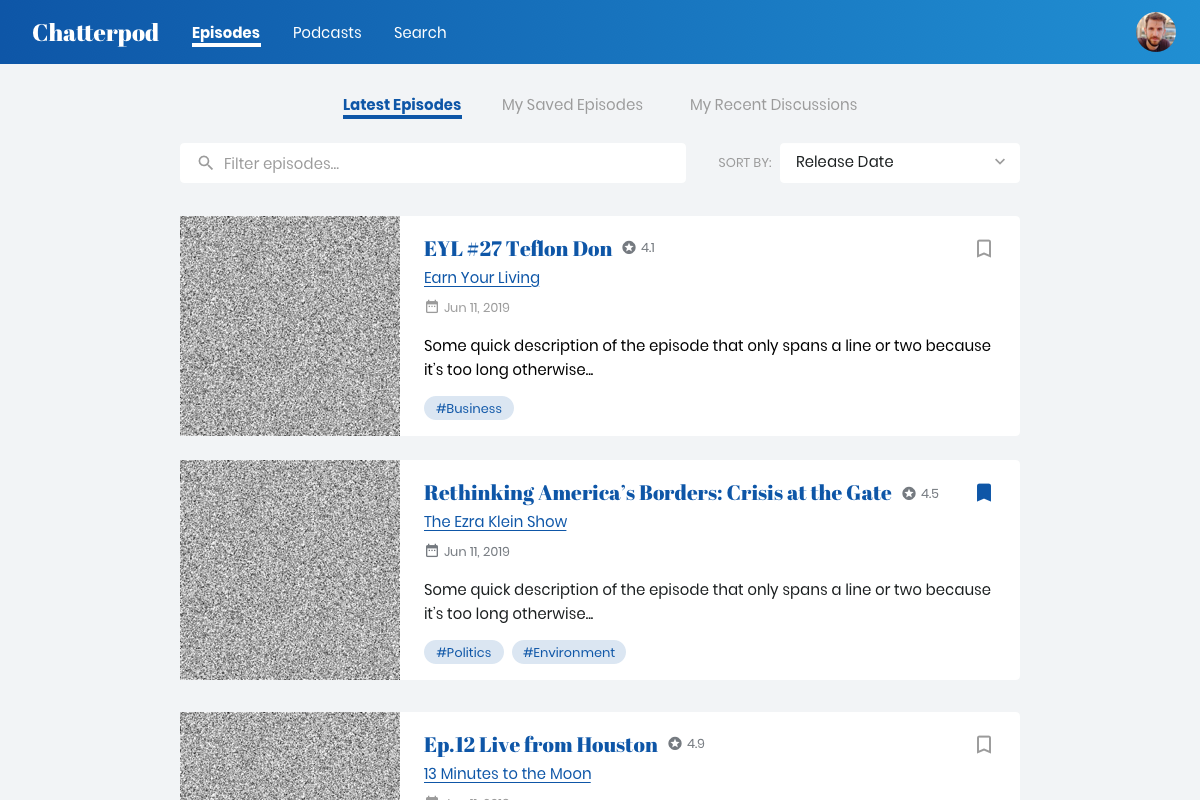 Chatterpod Episodes Podcasts Search
Latest Episodes My Saved Episodes My Recent Discussions
Filter episodes... SORT BY: Release Date
EYL #27 Teflon Don 4.1
Earn Your Living
Jun 11, 2019
Some quick description of the episode that only spans a line or two because
it's too long otherwise...
#Business
Rethinking America's Borders: Crisis at the Gate 4.5
The Ezra Klein Show
Jun 11, 2019
Some quick description of the episode that only spans a line or two because
it's too long otherwise...
#Politics #Environment
Ep.12 Live from Houston 4.9
13 Minutes to the Moon